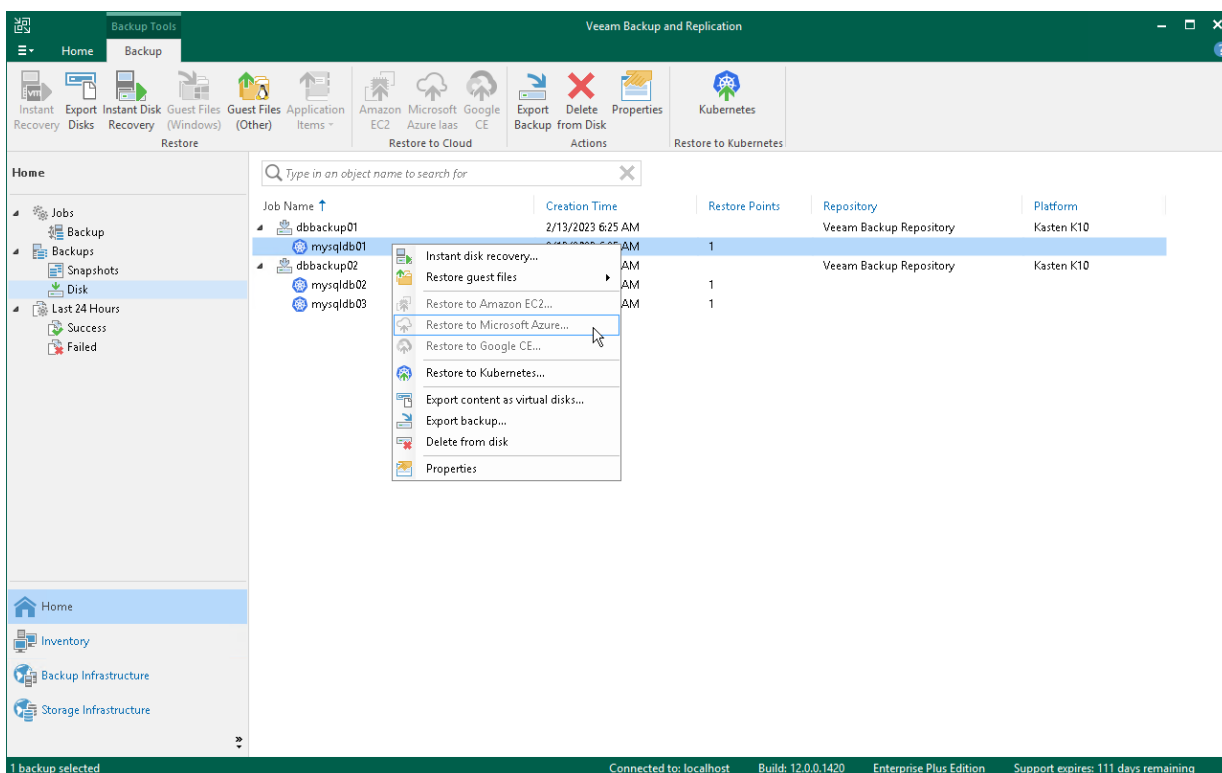 Backup Tools
Veeam Backup and Replication
Home Backup
Instant Recovery
Export Disks
Instant Disk Recovery
Guest Files (Windows)
Guest Files (Other)
Application Items
Amazon EC2
Microsoft Azure Iaas
Google CE
Export Backup
Delete from Disk
Properties
Kubernetes
Restore
Restore to Cloud
Actions
Restore to Kubernetes
Home
Type in an object name to search for
Jobs
Backup
Backups
Snapshots
Disk
Last 24 Hours
Success
Failed
Job Name Creation Time Restore Points Repository Platform
dbbackup01 2/13/2023 6:25 AM Veeam Backup Repository Kasten K10
mysqldb01 AM 1
dbbackup02 AM Veeam Backup Repository Kasten K10
mysqldb02 AM 1
mysqldb03 AM 1
Instant disk recovery...
Restore guest files
Restore to Amazon EC2...
Restore to Microsoft Azure...
Restore to Google CE...
Restore to Kubernetes...
Export content as virtual disks...
Export backup...
Delete from disk
Properties
Home
Inventory
Backup Infrastructure
Storage Infrastructure
1 backup selected
Connected to: localhost Build: 12.0.0.1420 Enterprise Plus Edition Support expires: 111 days remaining